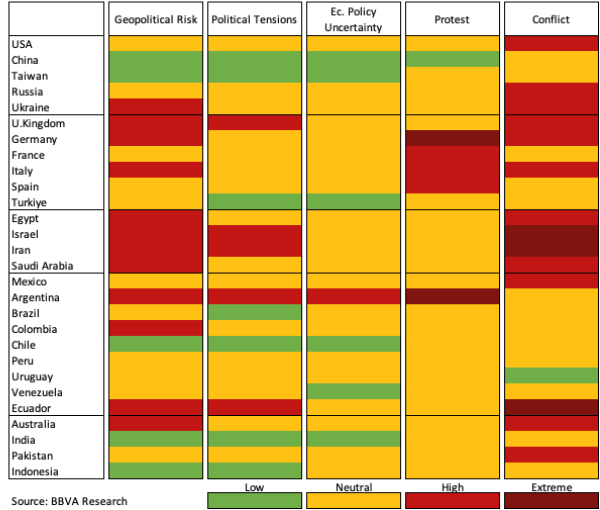 Geopolitical Risk Political Tensions Ec. Policy Uncertainty Protest Conflict
USA
China
Taiwan
Russia
Ukraine
U.Kingdom
Germany
France
Italy
Spain
Turkiye
Egypt
Israel
Iran
Saudi Arabia
Mexico
Argentina
Brazil
Colombia
Chile
Peru
Uruguay
Venezuela
Ecuador
Australia
India
Pakistan
Indonesia
Low Neutral High Extreme
Source: BBVA Research